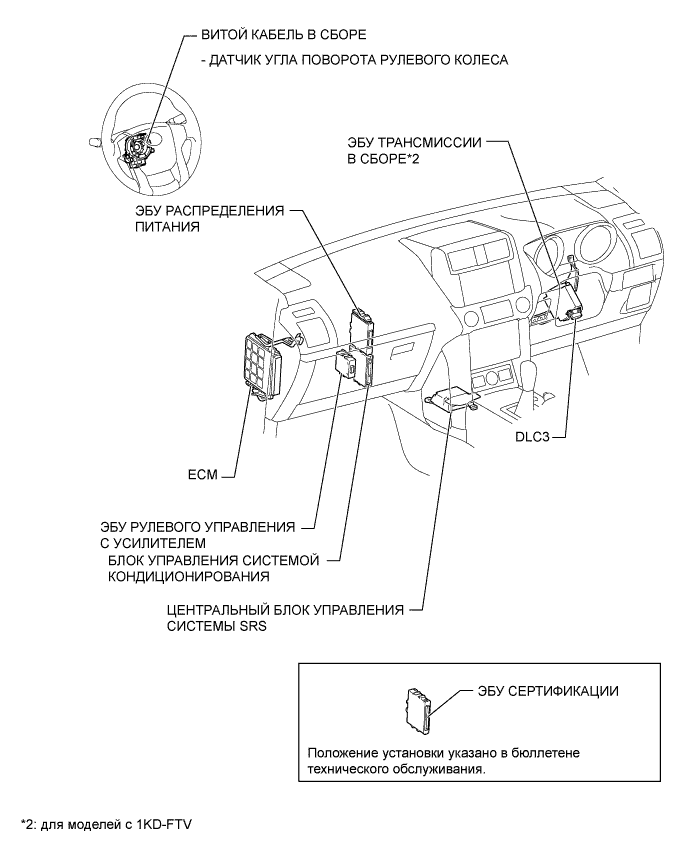 ВИТОЙ КАБЕЛЬ В СБОРЕ
- ДАТЧИК УГЛА ПОВОРОТА РУЛЕВОГО КОЛЕСА
ЭБУ ТРАНСМИССИИ
В СБОРЕ*2
ЭБУ РАСПРЕДЕЛЕНИЯ
ПИТАНИЯ
DLC3
ECM
ЭБУ РУЛЕВОГО УПРАВЛЕНИЯ
С УСИЛИТЕЛЕМ
БЛОК УПРАВЛЕНИЯ СИСТЕМОЙ
КОНДИЦИОНИРОВАНИЯ
ЦЕНТРАЛЬНЫЙ БЛОК УПРАВЛЕНИЯ
СИСТЕМЫ SRS
ЭБУ СЕРТИФИКАЦИИ
Положение установки указано в бюллетене
технического обслуживания.
*2: для моделей с 1KD-FTV